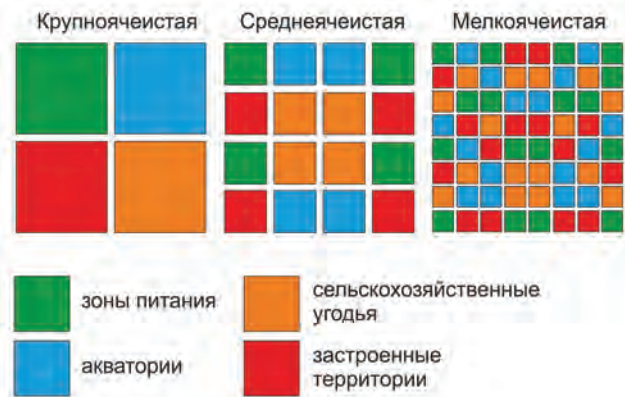 Крупноячеистая Среднеячеистая Мелкоячеистая
зоны питания
сельскохозяйственные
угодья
акватории
застроенные
территории